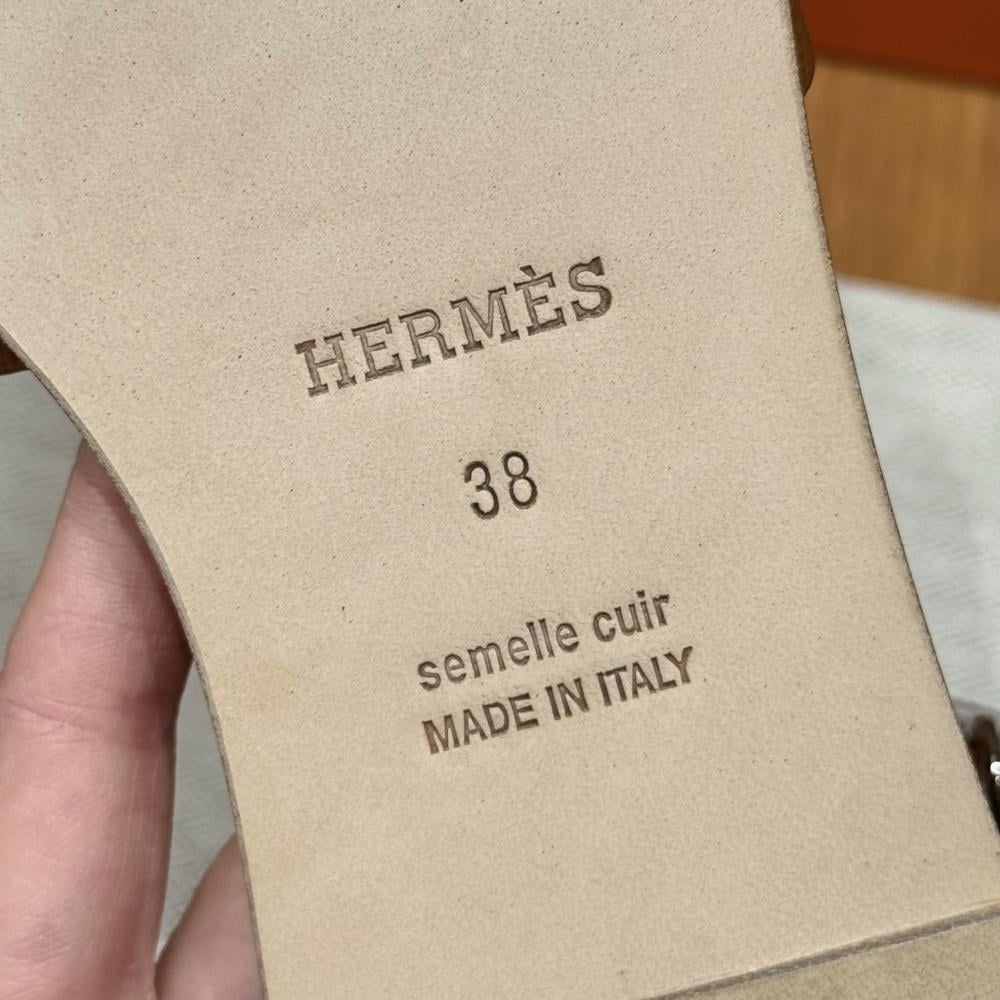 HERMÈS
38
semelle cuir
MADE IN ITALY